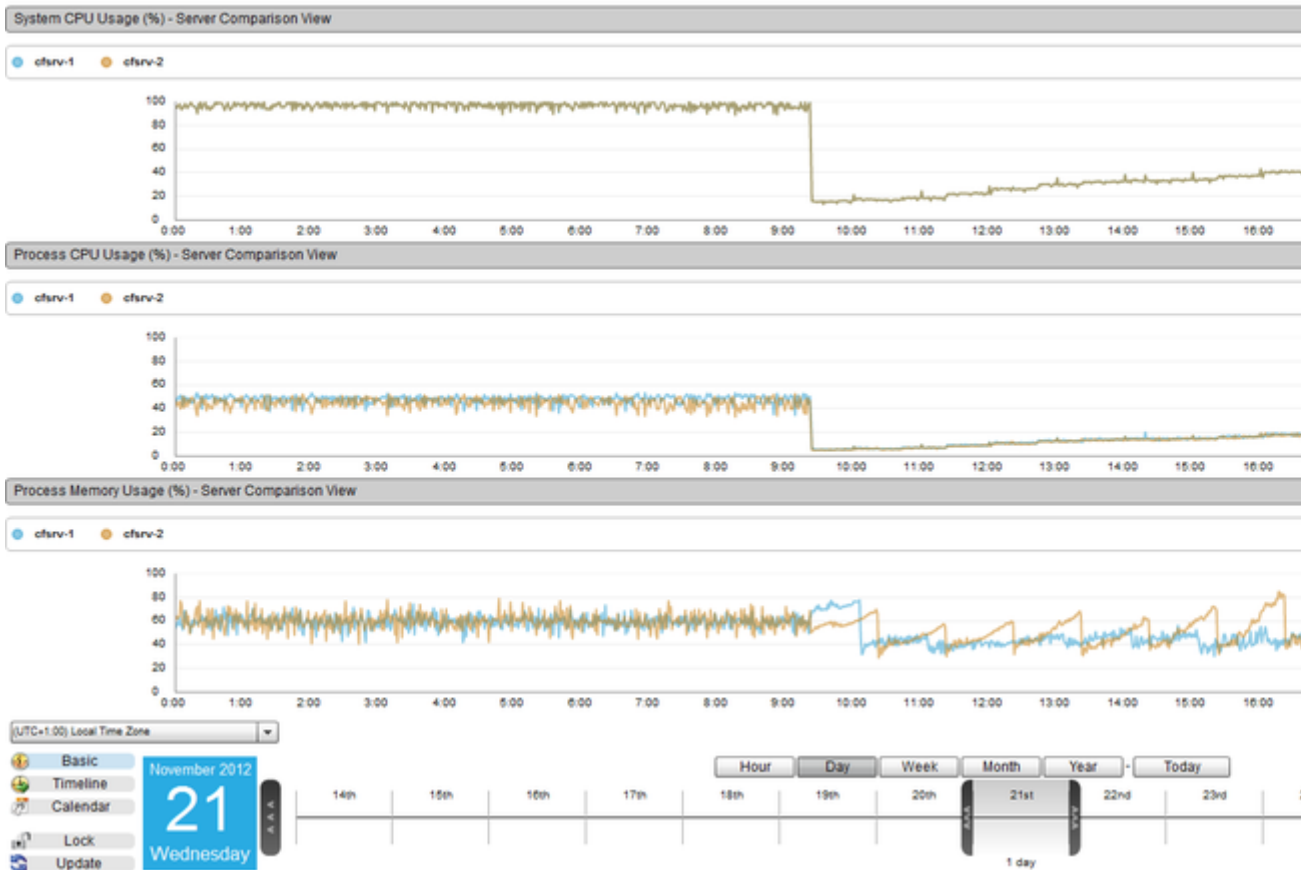 System CPU Usage (%) - Server Comparison View
cfsrv-1 cfsrv-2
100
80
60
40
20
0
0:00 1:00 2:00 3:00 4:00 5:00 6:00 7:00 8:00 9:00 10:00 11:00 12:00 13:00 14:00 15:00 16:00
Process CPU Usage (%) - Server Comparison View
cfsrv-1 cfsrv-2
100
80
60
40
20
0
0:00 1:00 2:00 3:00 4:00 5:00 6:00 7:00 8:00 9:00 10:00 11:00 12:00 13:00 14:00 15:00 16:00
Process Memory Usage (%) - Server Comparison View
cfsrv-1 cfsrv-2
100
80
60
40
20
0
0:00 1:00 2:00 3:00 4:00 5:00 6:00 7:00 8:00 9:00 10:00 11:00 12:00 13:00 14:00 15:00 16:00
(UTC+1:00) Local Time Zone
Basic
Timeline
Calendar
Lock
Update
November 2012
21
Wednesday
Hour Day Week Month Year - Today
14th 15th 16th 17th 18th 19th 20th 21st 22nd 23rd
1 day